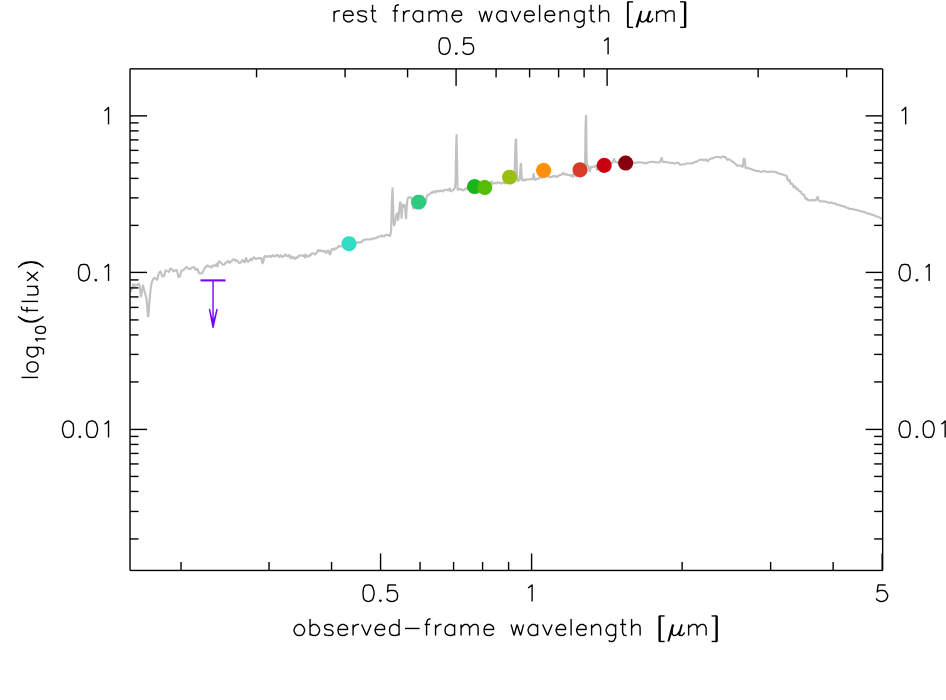 rest frame wavelength [μm]
0.5 1
1 1
0.1 0.1
log10(flux)
0.01 0.01
0.5 1 5
observed-frame wavelength [μm]